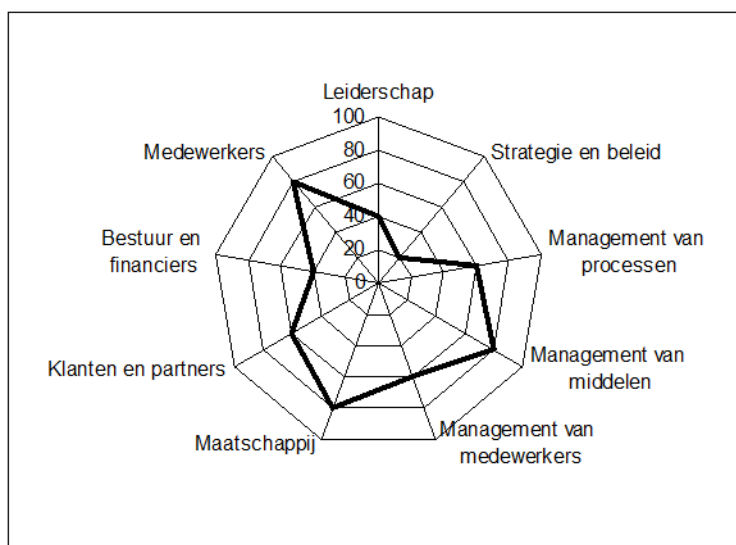 Leiderschap
100
80
60
40
20
0
Strategie en beleid
Management van
processen
Management van
middelen
Management van
medewerkers
Maatschappij
Klanten en partners
Bestuur en
financiers
Medewerkers